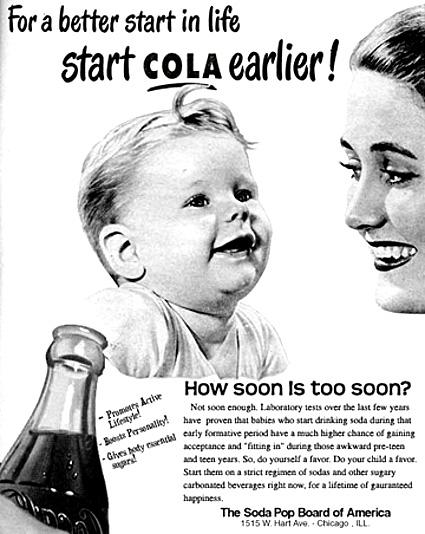 For a better start in life
start COLA earlier!
- Promotes Active
Lifestyle!
- Boosts Personality!
- Gives body essential
sugars!
How soon is too soon?
Not soon enough. Laboratory tests over the last few years
have proven that babies who start drinking soda during that
early formative period have a much higher chance of gaining
acceptance and "fitting in" during those awkward pre-teen
and teen years. So, do yourself a favor. Do your child a favor.
Start them on a strict regimen of sodas and other sugary
carbonated beverages right now, for a lifetime of gauranteed
happiness.
The Soda Pop Board of America
1515 W. Hart Ave. - Chicago , ILL.